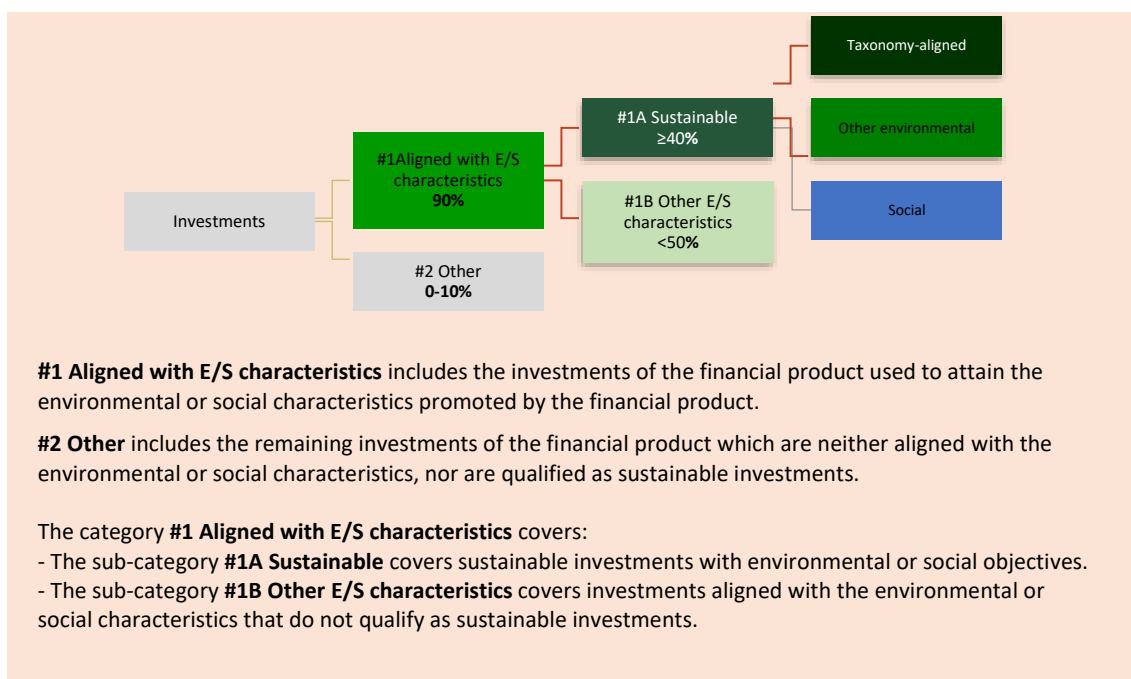 Taxonomy-aligned
#1A Sustainable
≥40%
Other environmental
#1Aligned with E/S
characteristics
90%
#1B Other E/S
characteristics
<50%
Social
Investments
#2 Other
0-10%
#1 Aligned with E/S characteristics includes the investments of the financial product used to attain the
environmental or social characteristics promoted by the financial product.
#2 Other includes the remaining investments of the financial product which are neither aligned with the
environmental or social characteristics, nor are qualified as sustainable investments.
The category #1 Aligned with E/S characteristics covers:
- The sub-category #1A Sustainable covers sustainable investments with environmental or social objectives.
- The sub-category #1B Other E/S characteristics covers investments aligned with the environmental or
social characteristics that do not qualify as sustainable investments.